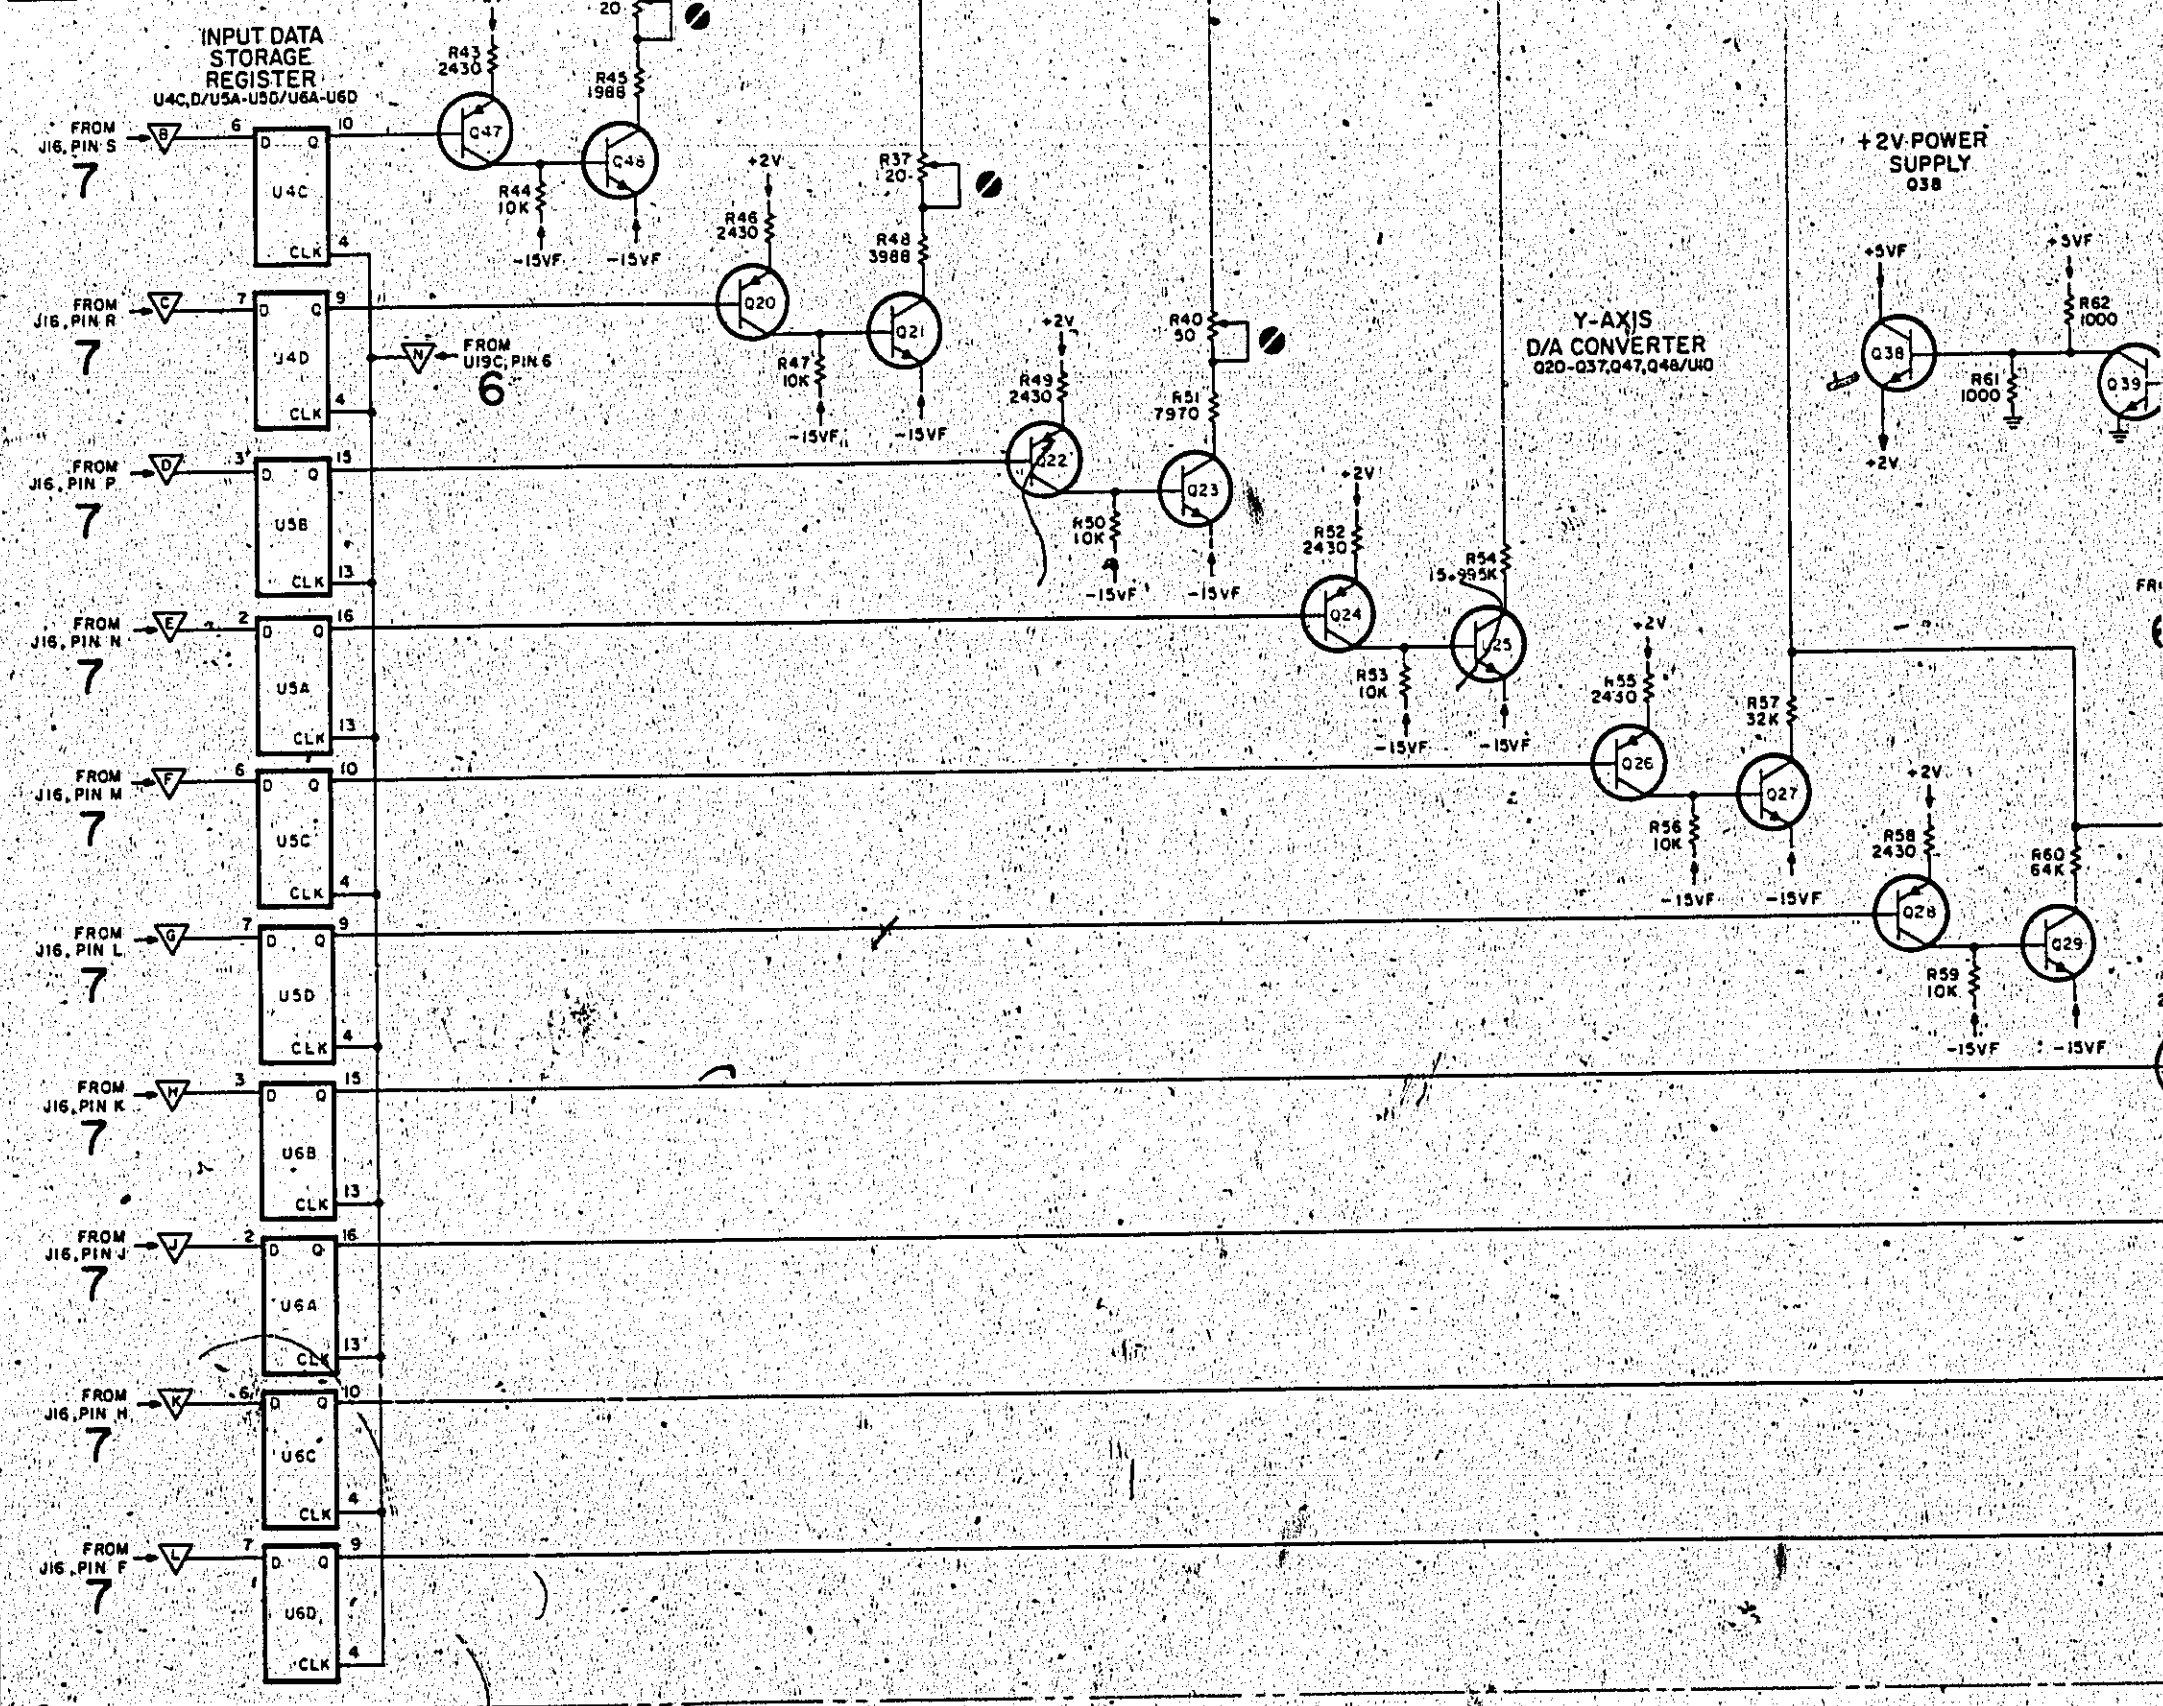 20
INPUT DATA
STORAGE
REGISTER
U4C,D/U5A-U5D/U6A-U6D
R43
2430
R45
1988
FROM
J16, PIN S
7
B
6
D Q
10
U4C
CLK
4
Q47
Q48
R44
10K
-15VF
-15VF
+2V
R46
2430
R37
20
R48
3988
+2V POWER
SUPPLY
Q38
+5VF
+5VF
R62
1000
Q38
R61
1000
Q39
+2V
FROM
J16, PIN R
7
C
7
D Q
9
J4D
CLK
4
N
FROM
U19C, PIN 6
6
Q20
Q21
R47
10K
-15VF
-15VF
+2V
R49
2430
R40
50
R51
7970
Y-AXIS
D/A CONVERTER
Q20-Q37,Q47,Q48/U10
FROM
J16, PIN P
7
D
3
D Q
15
U5B
CLK
13
Q22
Q23
R50
10K
-15VF
-15VF
+2V
R52
2430
R54
15.995K
FROM
J16, PIN N
7
E
2
D Q
16
U5A
CLK
13
Q24
Q25
R53
10K
-15VF
-15VF
+2V
R55
2430
R57
32K
FROM
J16, PIN M
7
F
6
D Q
10
U5C
CLK
4
Q26
Q27
R56
10K
-15VF
-15VF
+2V
R58
2430
R60
64K
FROM
J16, PIN L
7
G
7
D Q
9
U5D
CLK
4
Q28
Q29
R59
10K
-15VF
-15VF
FROM
J16, PIN K
7
H
3
D Q
15
U6B
CLK
13
FROM
J16, PIN J
7
J
2
D Q
16
U6A
CLK
13
FROM
J16, PIN H
7
K
6
D Q
10
U6C
CLK
4
FROM
J16, PIN F
7
L
7
D Q
9
U6D
CLK
4